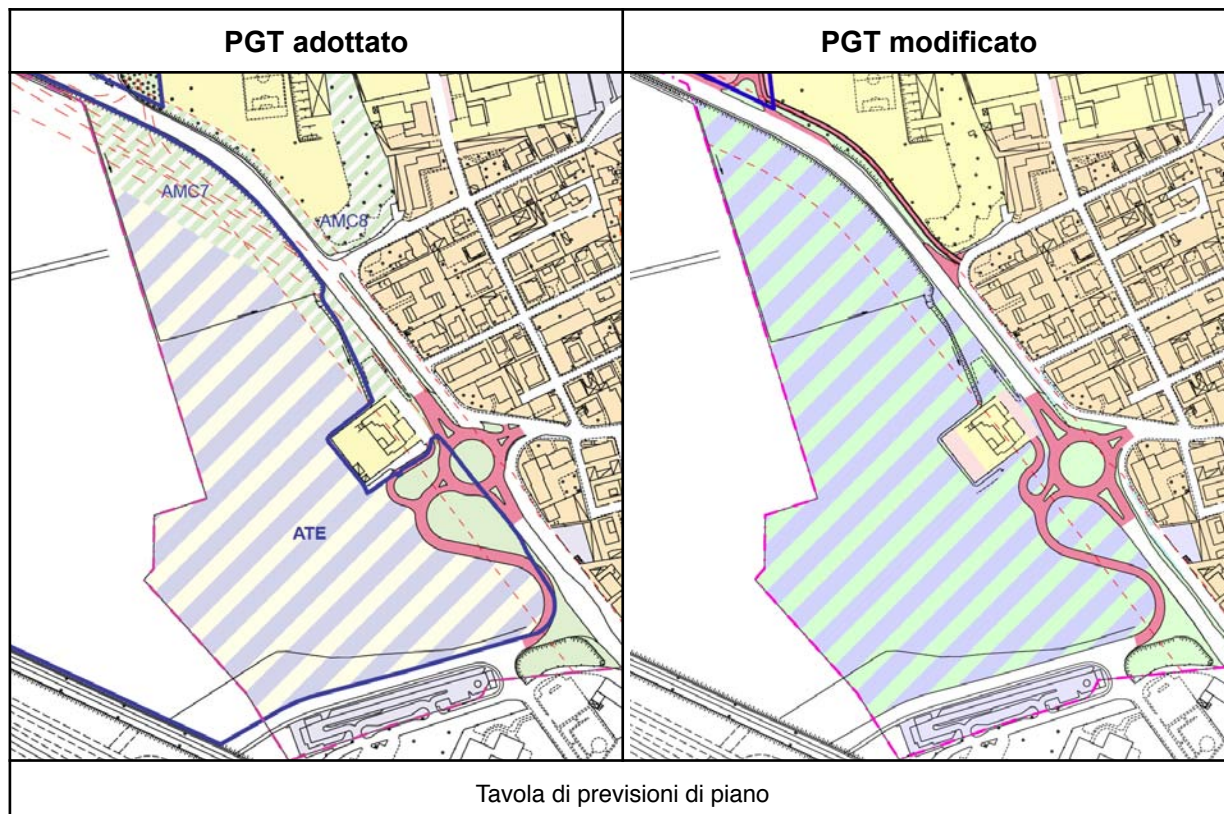 PGT adottato
PGT modificato
AMC7
AMC8
ATE
Tavola di previsioni di piano